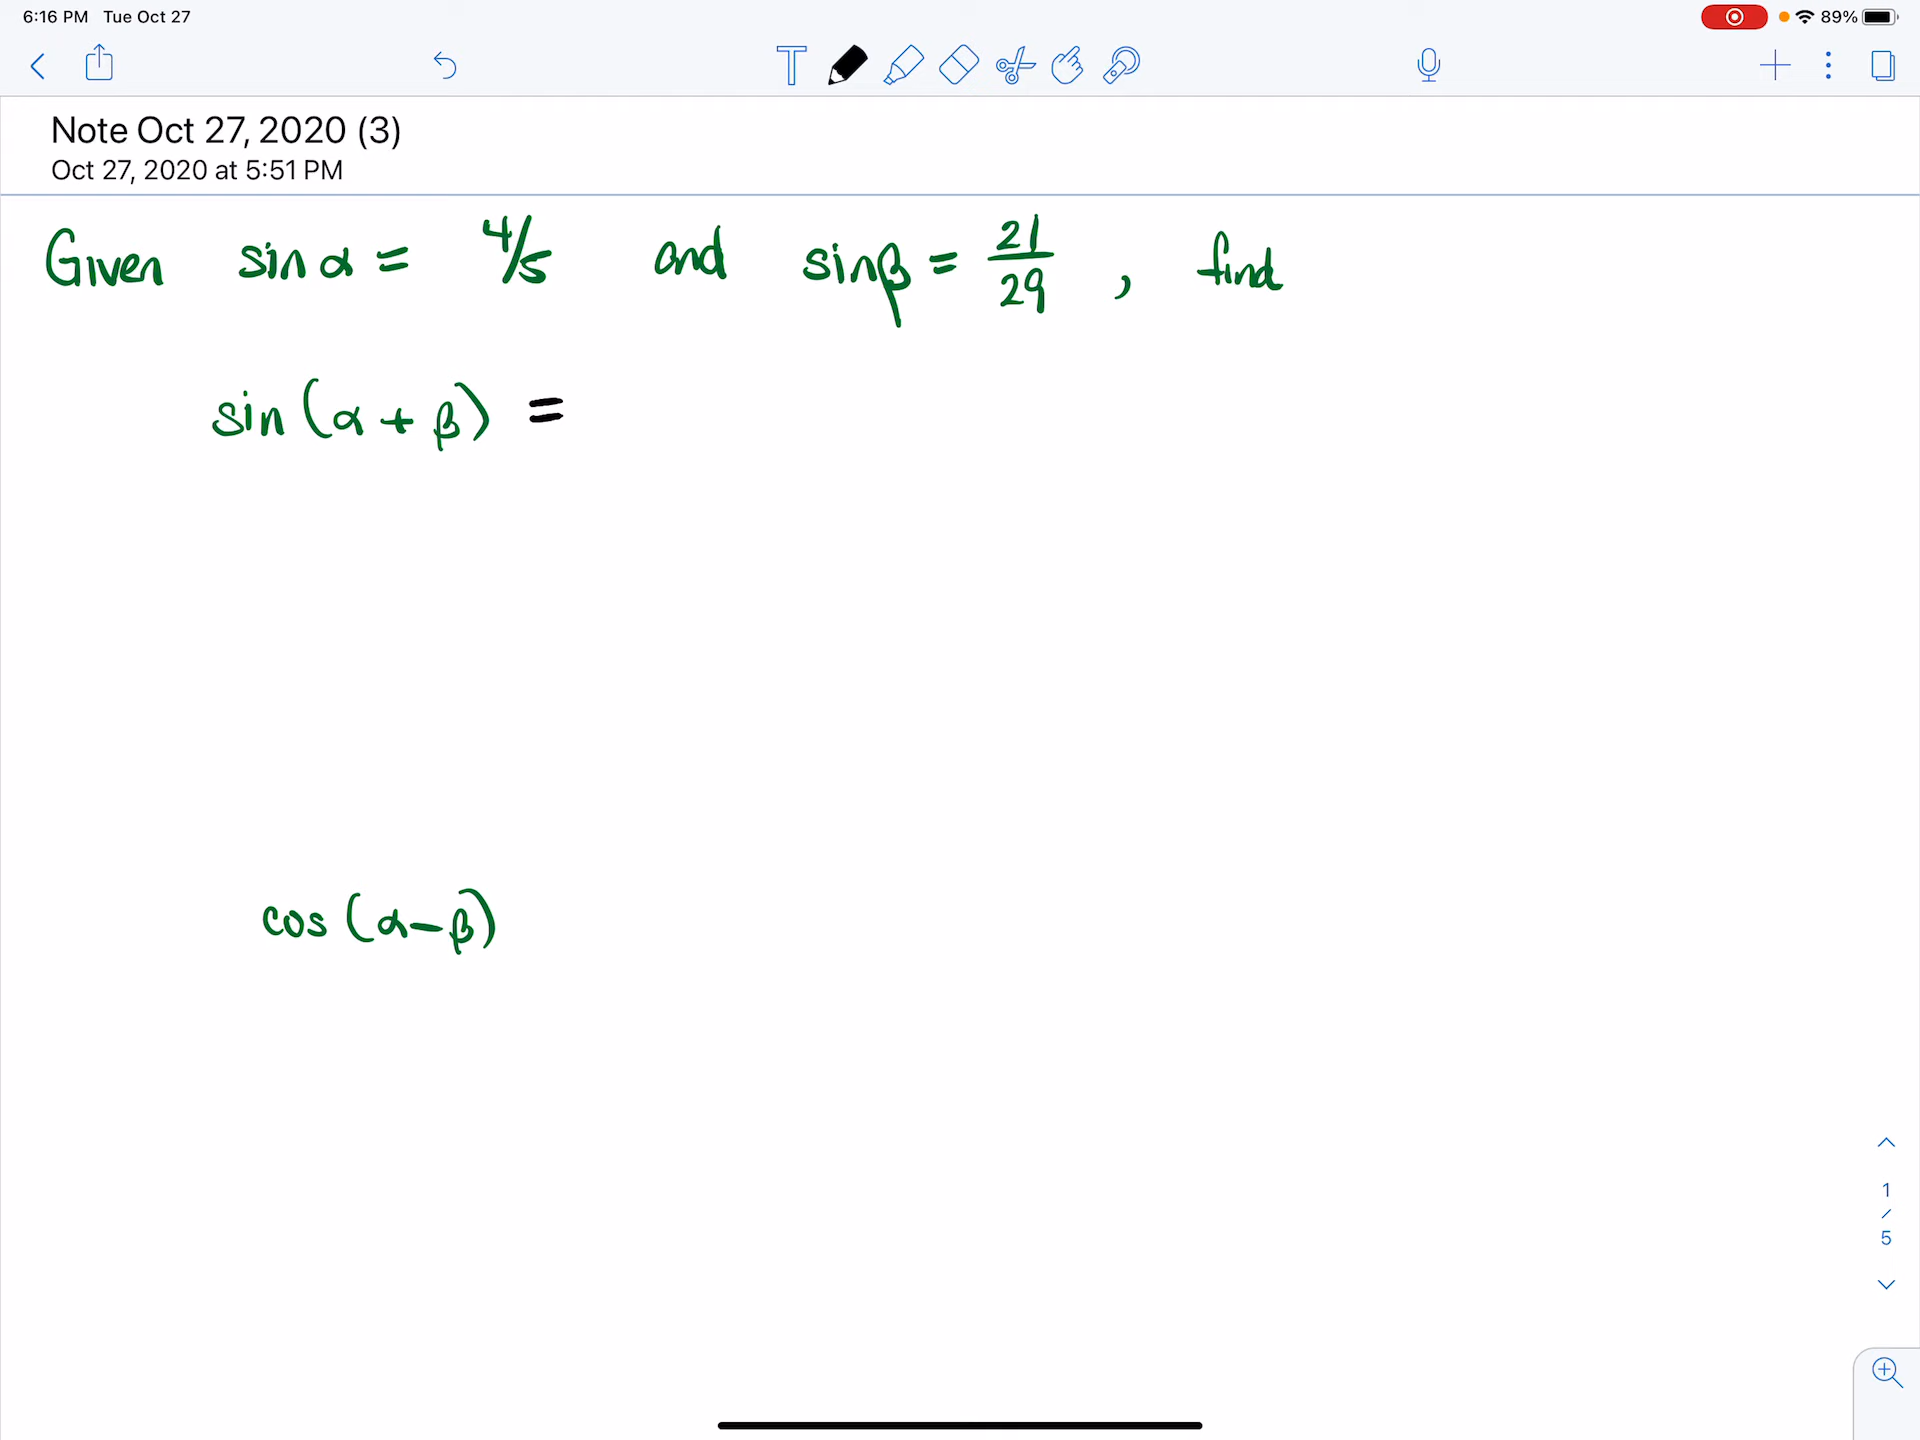 6:16 PM Tue Oct 27 89%
Note Oct 27, 2020 (3)
Oct 27, 2020 at 5:51 PM
Given sin α = 4/5 and sin β = 21/29 , find
sin (α + β) =
cos (α − β)
1
/
5